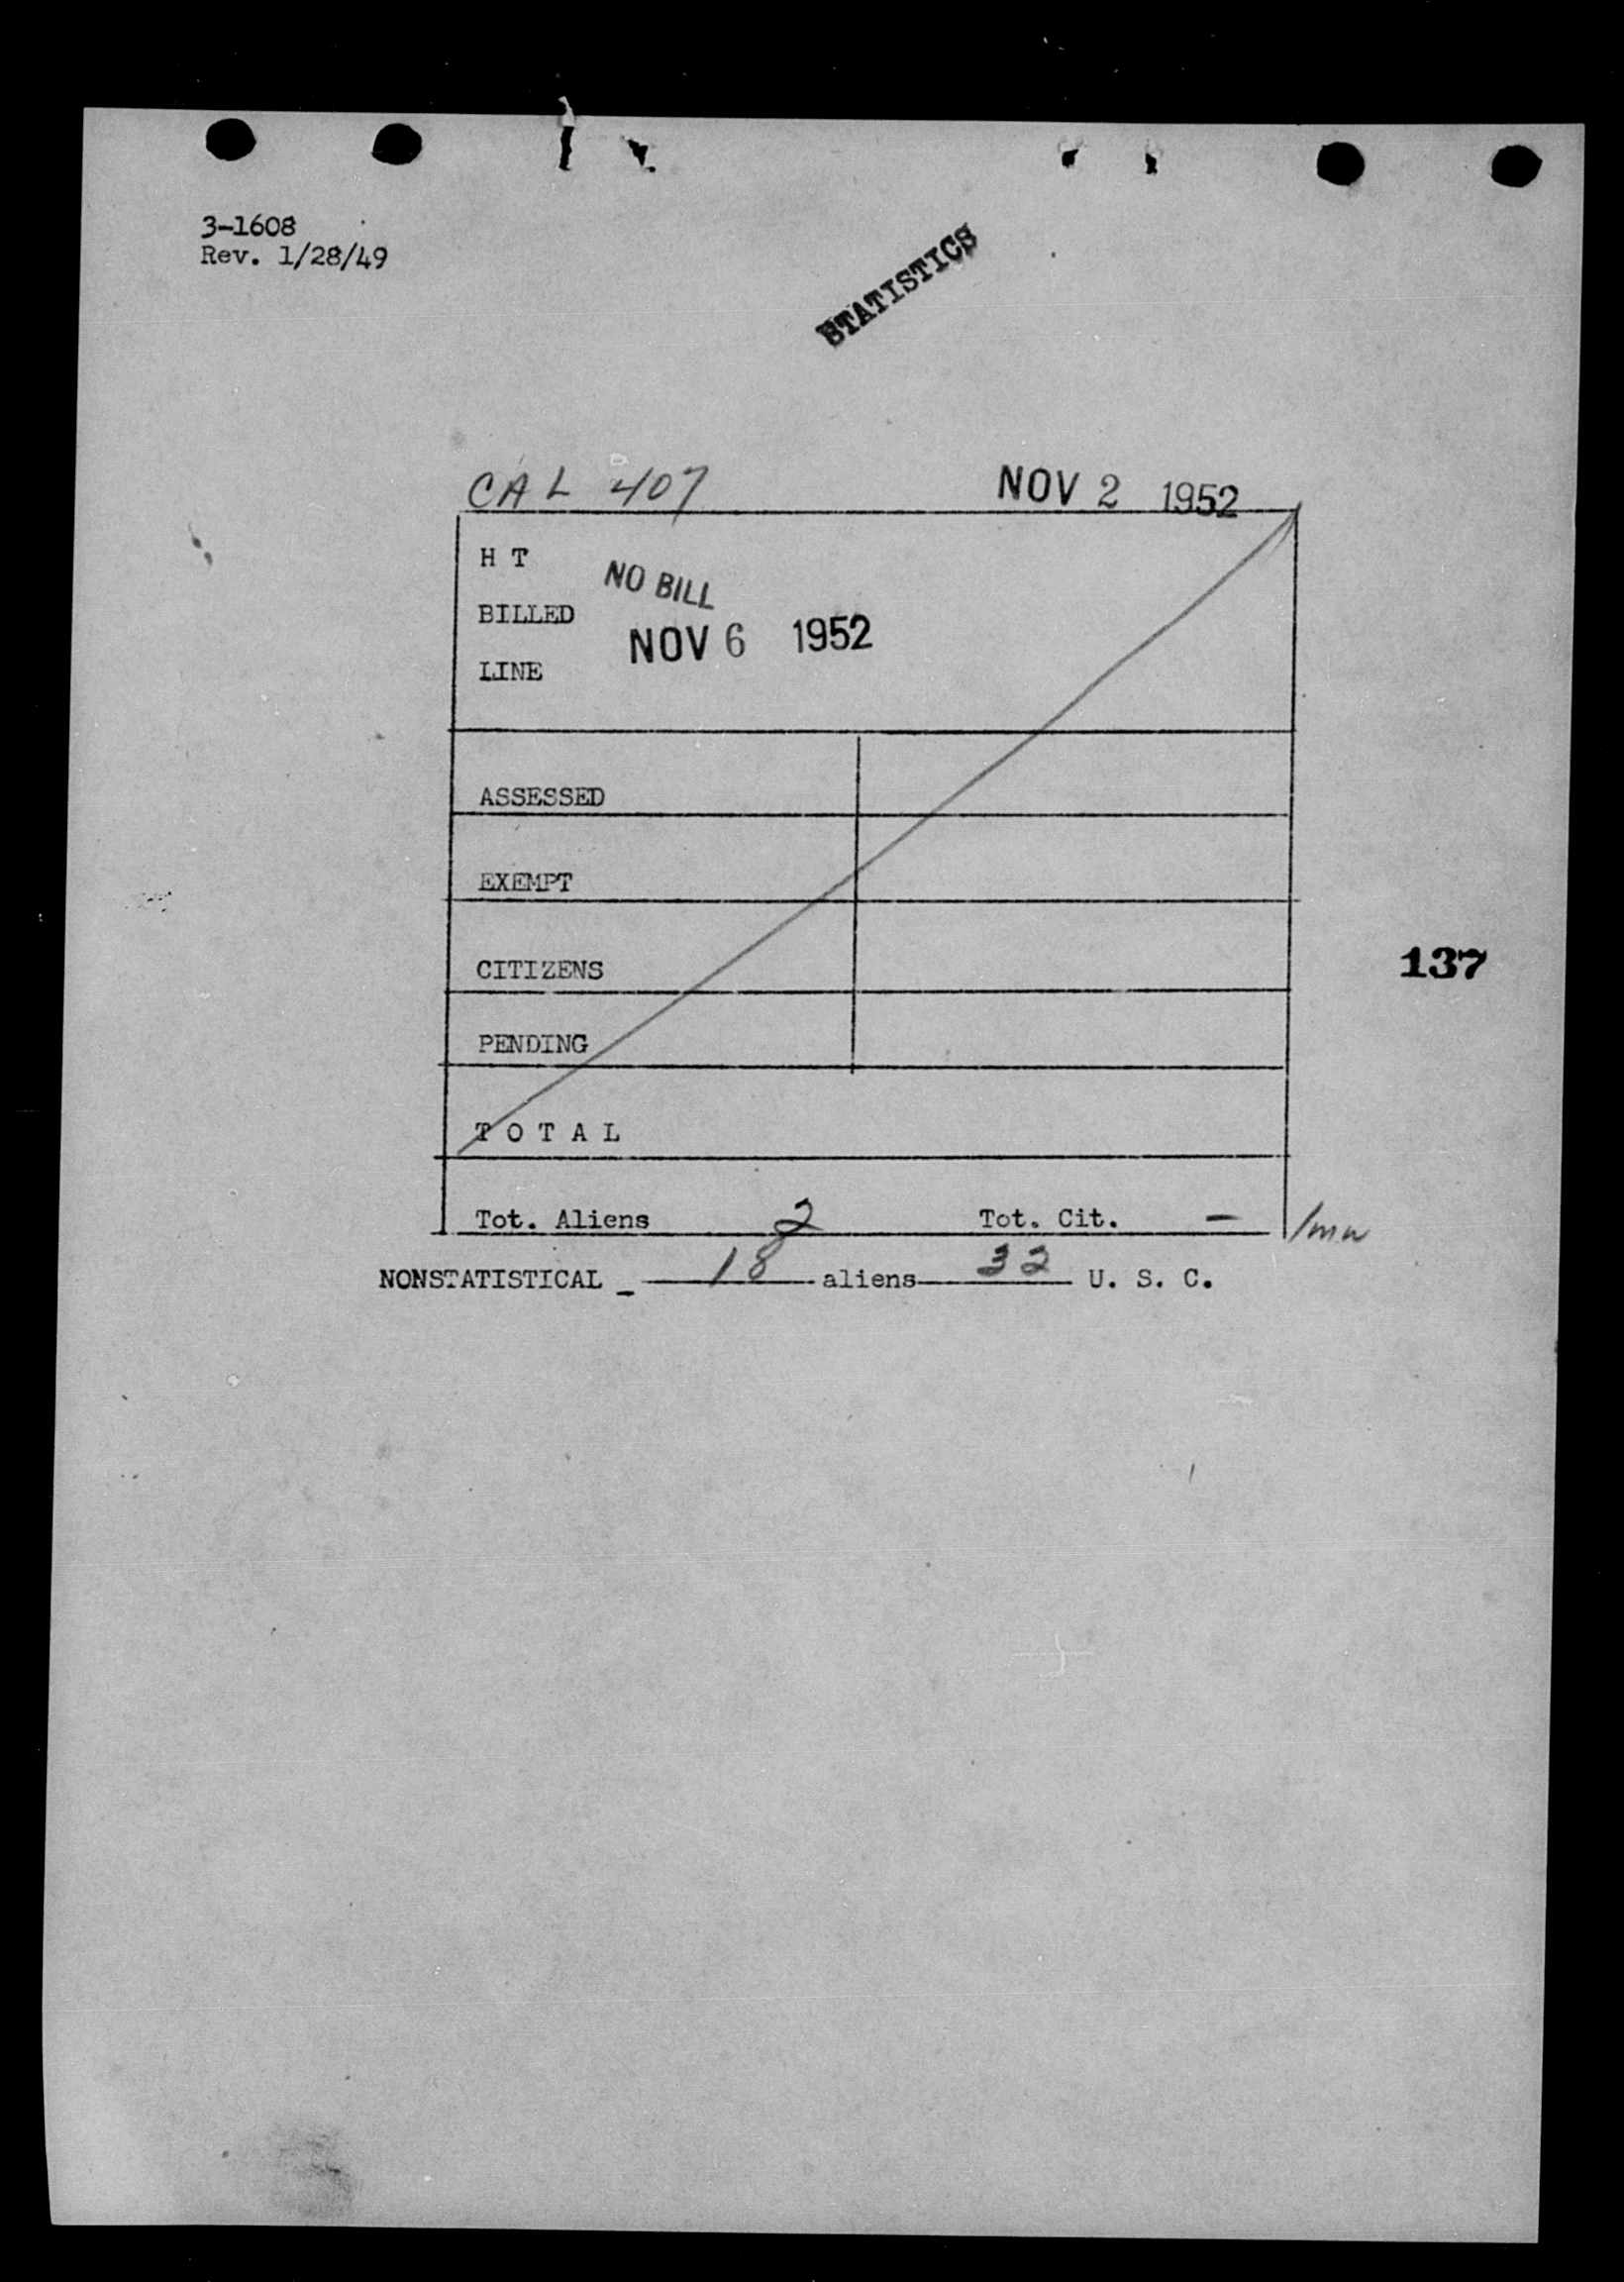 3-1608
Rev. 1/28/49
STATISTICS
CAL 407 NOV 2 1952
H T
NO BILL
BILLED
NOV 6 1952
LINE
ASSESSED
EXEMPT
CITIZENS
137
PENDING
T O T A L
Tot. Aliens 2 Tot. Cit. -
NONSTATISTICAL - 18 aliens 32 U. S. C.